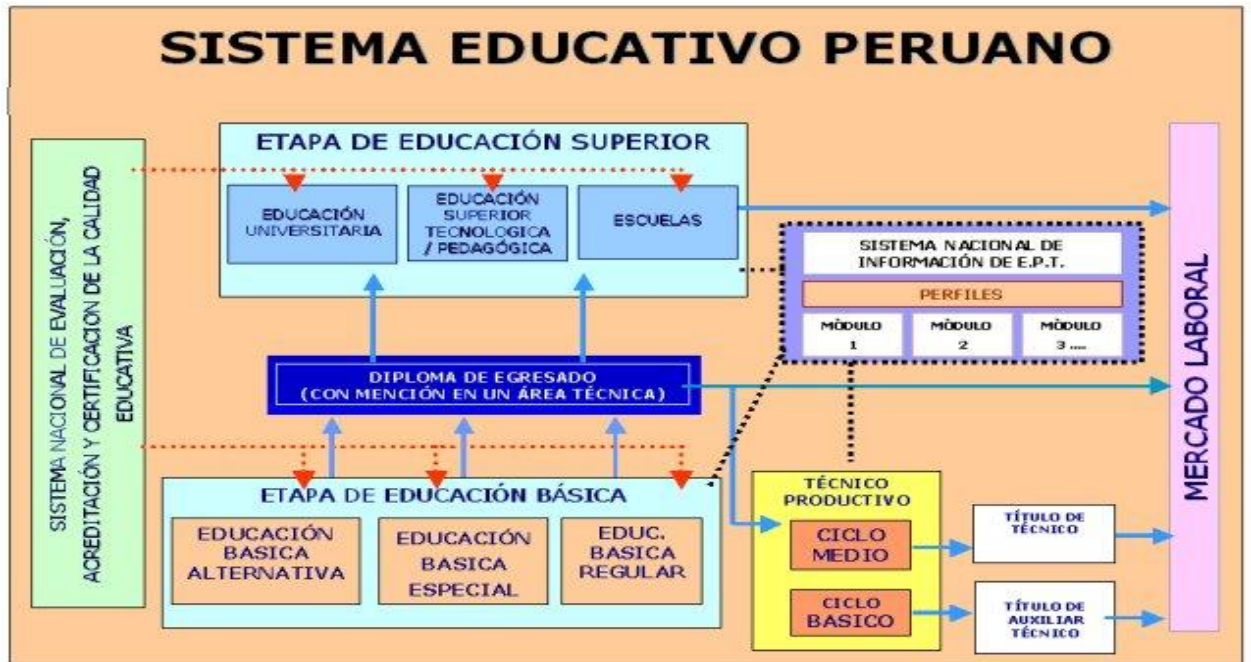 SISTEMA EDUCATIVO PERUANO
SISTEMA NACIONAL DE EVALUACIÓN,
ACREDITACIÓN Y CERTIFICACION DE LA CALIDAD
EDUCATIVA
ETAPA DE EDUCACIÓN SUPERIOR
EDUCACIÓN
UNIVERSITARIA
EDUCACIÓN
SUPERIOR
TECNOLOGICA
/ PEDAGÓGICA
ESCUELAS
SISTEMA NACIONAL DE
INFORMACIÓN DE E.P.T.
PERFILES
MÒDULO
1
MÒDULO
2
MÒDULO
3 ....
DIPLOMA DE EGRESADO
(CON MENCIÓN EN UN ÁREA TÉCNICA)
ETAPA DE EDUCACIÓN BÁSICA
EDUCACIÓN
BASICA
ALTERNATIVA
EDUCACIÓN
BASICA
ESPECIAL
EDUC.
BASICA
REGULAR
TÉCNICO
PRODUCTIVO
CICLO
MEDIO
CICLO
BASICO
TÍTULO DE
TÉCNICO
TÍTULO DE
AUXILIAR
TÉCNICO
MERCADO LABORAL